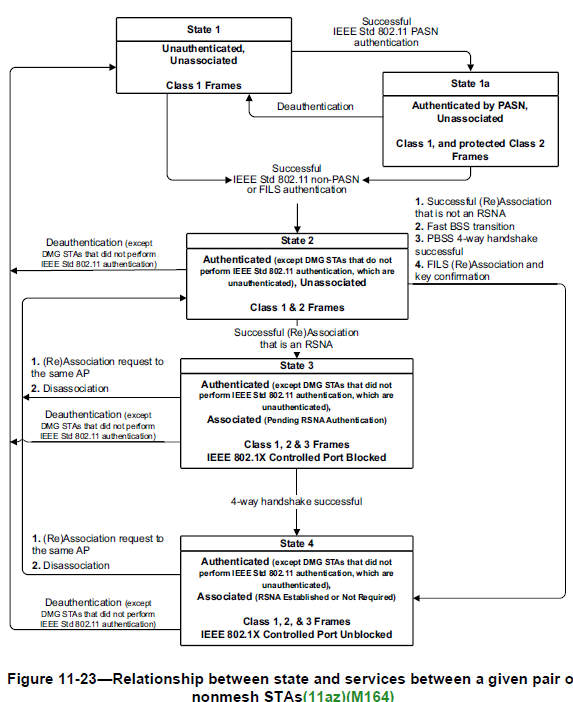 State 1
Unauthenticated,
Unassociated
Class 1 Frames
Successful
IEEE Std 802.11 PASN
authentication
State 1a
Authenticated by PASN,
Unassociated
Class 1, and protected Class 2
Frames
Deauthentication
Successful
IEEE Std 802.11 non-PASN
or FILS authentication
1. Successful (Re)Association
that is not an RSNA
2. Fast BSS transition
3. PBSS 4-way handshake
successful
4. FILS (Re)Association and
key confirmation
Deauthentication (except
DMG STAs that did not perform
IEEE Std 802.11 authentication)
State 2
Authenticated (except DMG STAs that do not
perform IEEE Std 802.11 authentication, which are
unauthenticated), Unassociated
Class 1 & 2 Frames
Successful (Re)Association
that is an RSNA
1. (Re)Association request to
the same AP
2. Disassociation
State 3
Authenticated (except DMG STAs that did not
perform IEEE Std 802.11 authentication, which are
unauthenticated),
Associated (Pending RSNA Authentication)
Class 1, 2 & 3 Frames
IEEE 802.1X Controlled Port Blocked
Deauthentication (except
DMG STAs that did not perform
IEEE Std 802.11 authentication)
4-way handshake successful
1. (Re)Association request to
the same AP
2. Disassociation
State 4
Authenticated (except DMG STAs that did not
perform IEEE Std 802.11 authentication, which are
unauthenticated),
Associated (RSNA Established or Not Required)
Class 1, 2, & 3 Frames
IEEE 802.1X Controlled Port Unblocked
Deauthentication (except
DMG STAs that did not perform
IEEE Std 802.11 authentication)
Figure 11-23—Relationship between state and services between a given pair o
nonmesh STAs(11az)(M164)